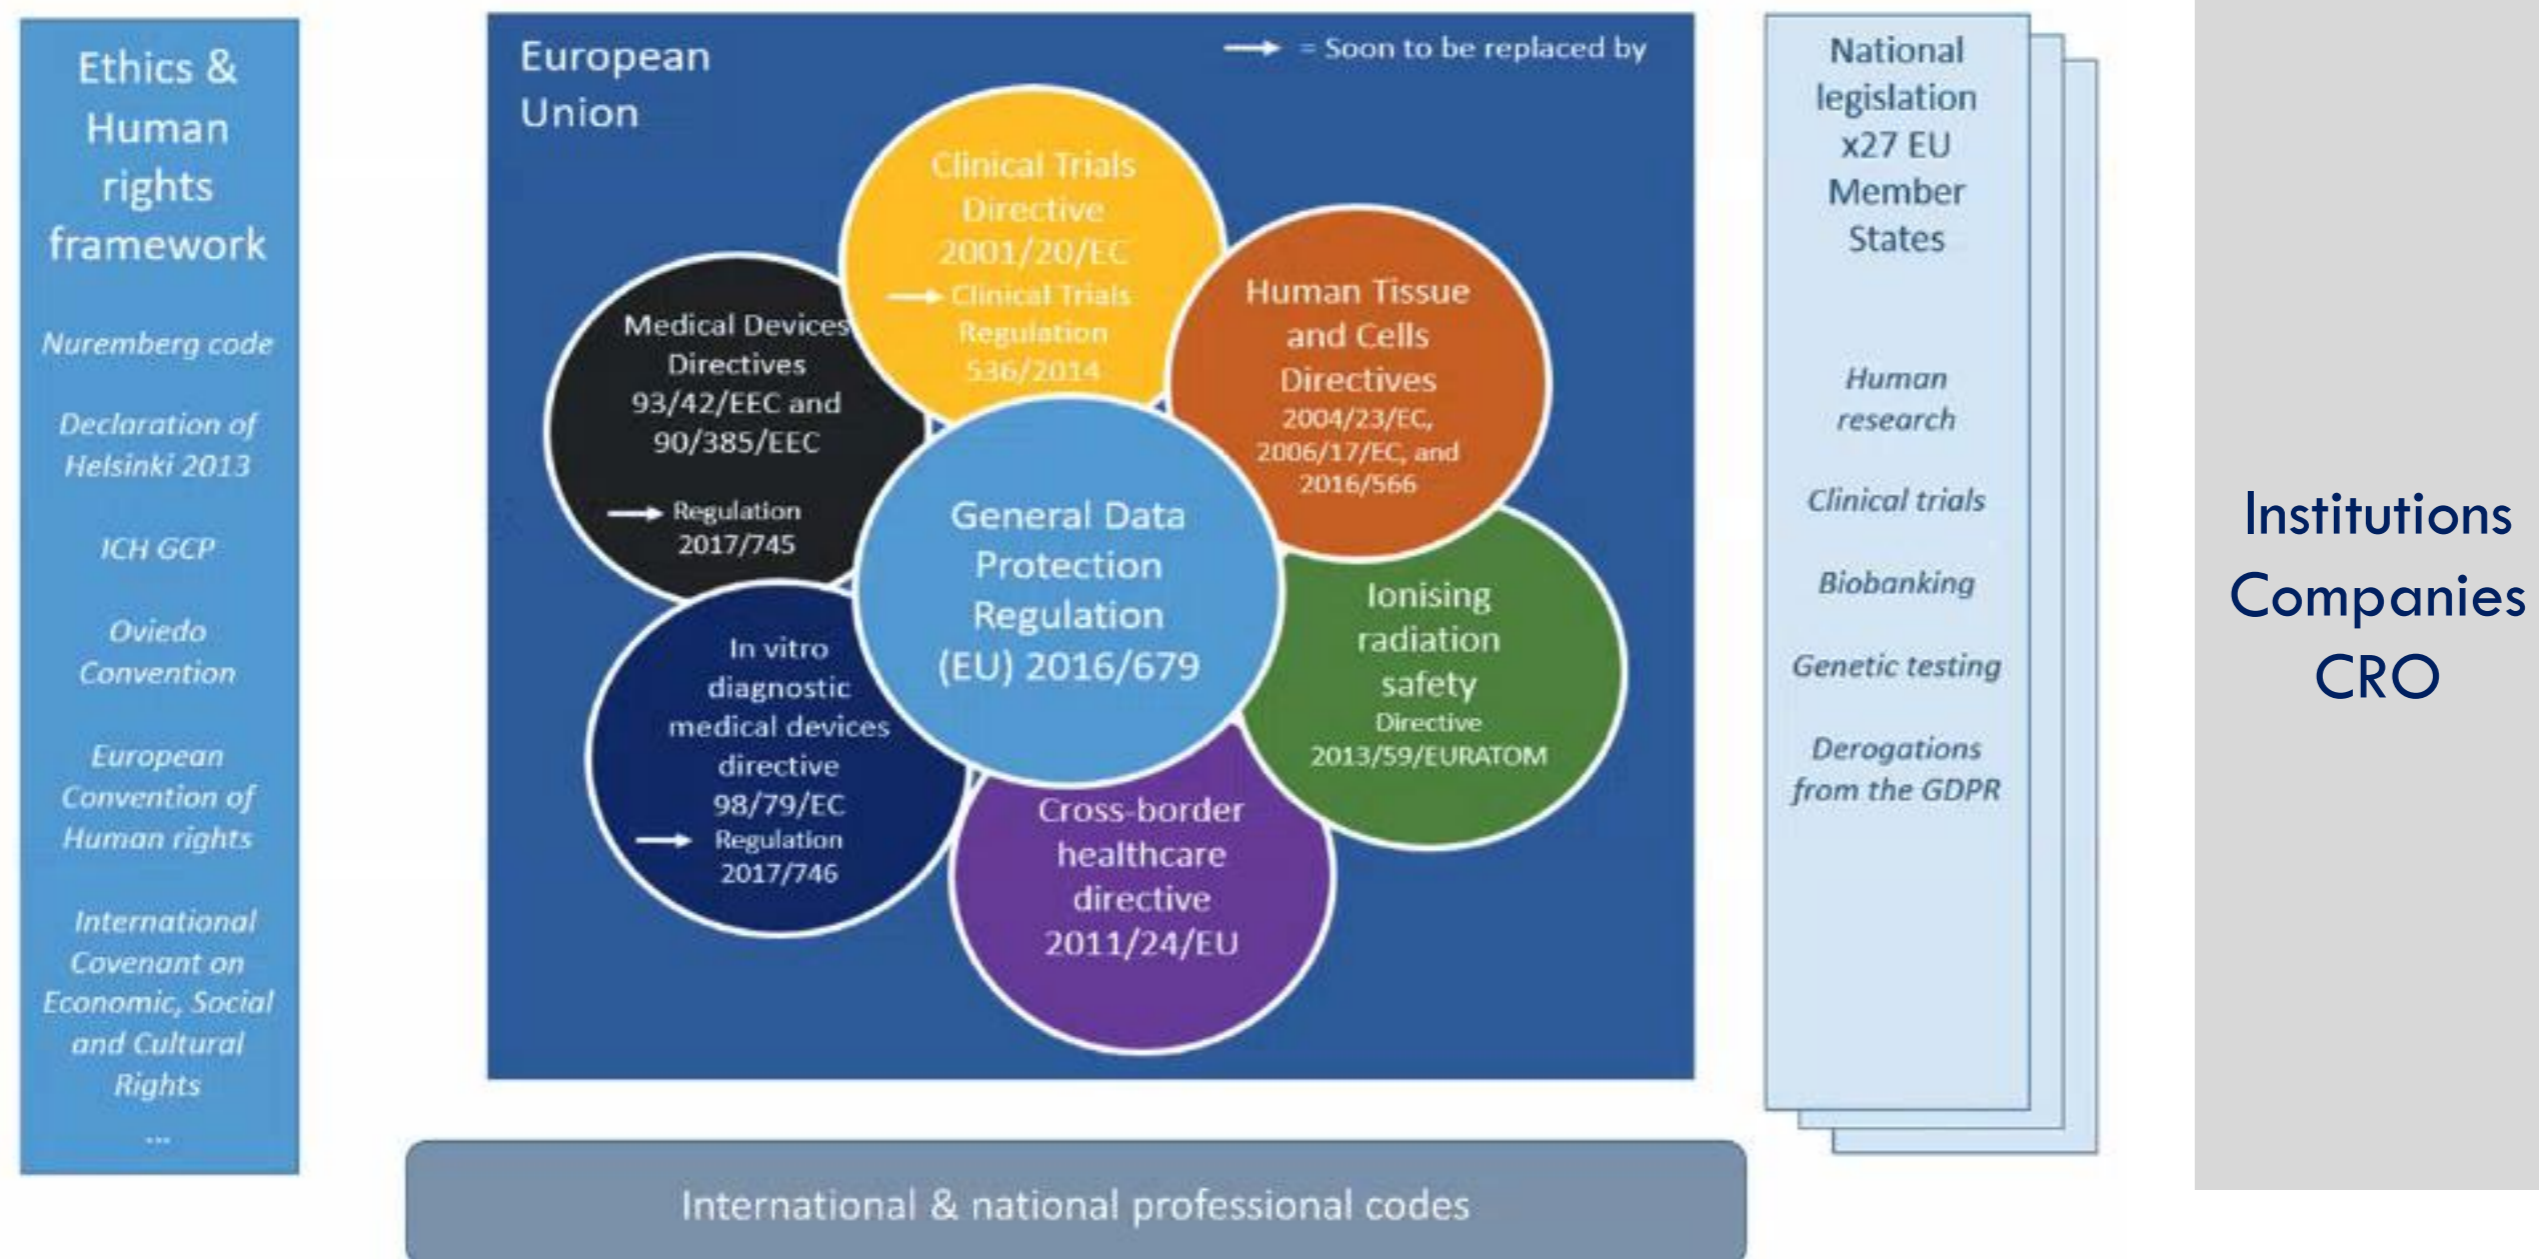 Ethics &
Human
rights
framework
Nuremberg code
Declaration of
Helsinki 2013
ICH GCP
Oviedo
Convention
European
Convention of
Human rights
International
Covenant on
Economic, Social
and Cultural
Rights
...
European
Union
= Soon to be replaced by
Clinical Trials
Directive
2001/20/EC
Clinical Trials
Regulation
536/2014
Human Tissue
and Cells
Directives
2004/23/EC,
2006/17/EC, and
2016/566
Medical Devices
Directives
93/42/EEC and
90/385/EEC
Regulation
2017/745
General Data
Protection
Regulation
(EU) 2016/679
Ionising
radiation
safety
Directive
2013/59/EURATOM
In vitro
diagnostic
medical devices
directive
98/79/EC
Regulation
2017/746
Cross-border
healthcare
directive
2011/24/EU
International & national professional codes
National
legislation
x27 EU
Member
States
Human
research
Clinical trials
Biobanking
Genetic testing
Derogations
from the GDPR
Institutions
Companies
CRO